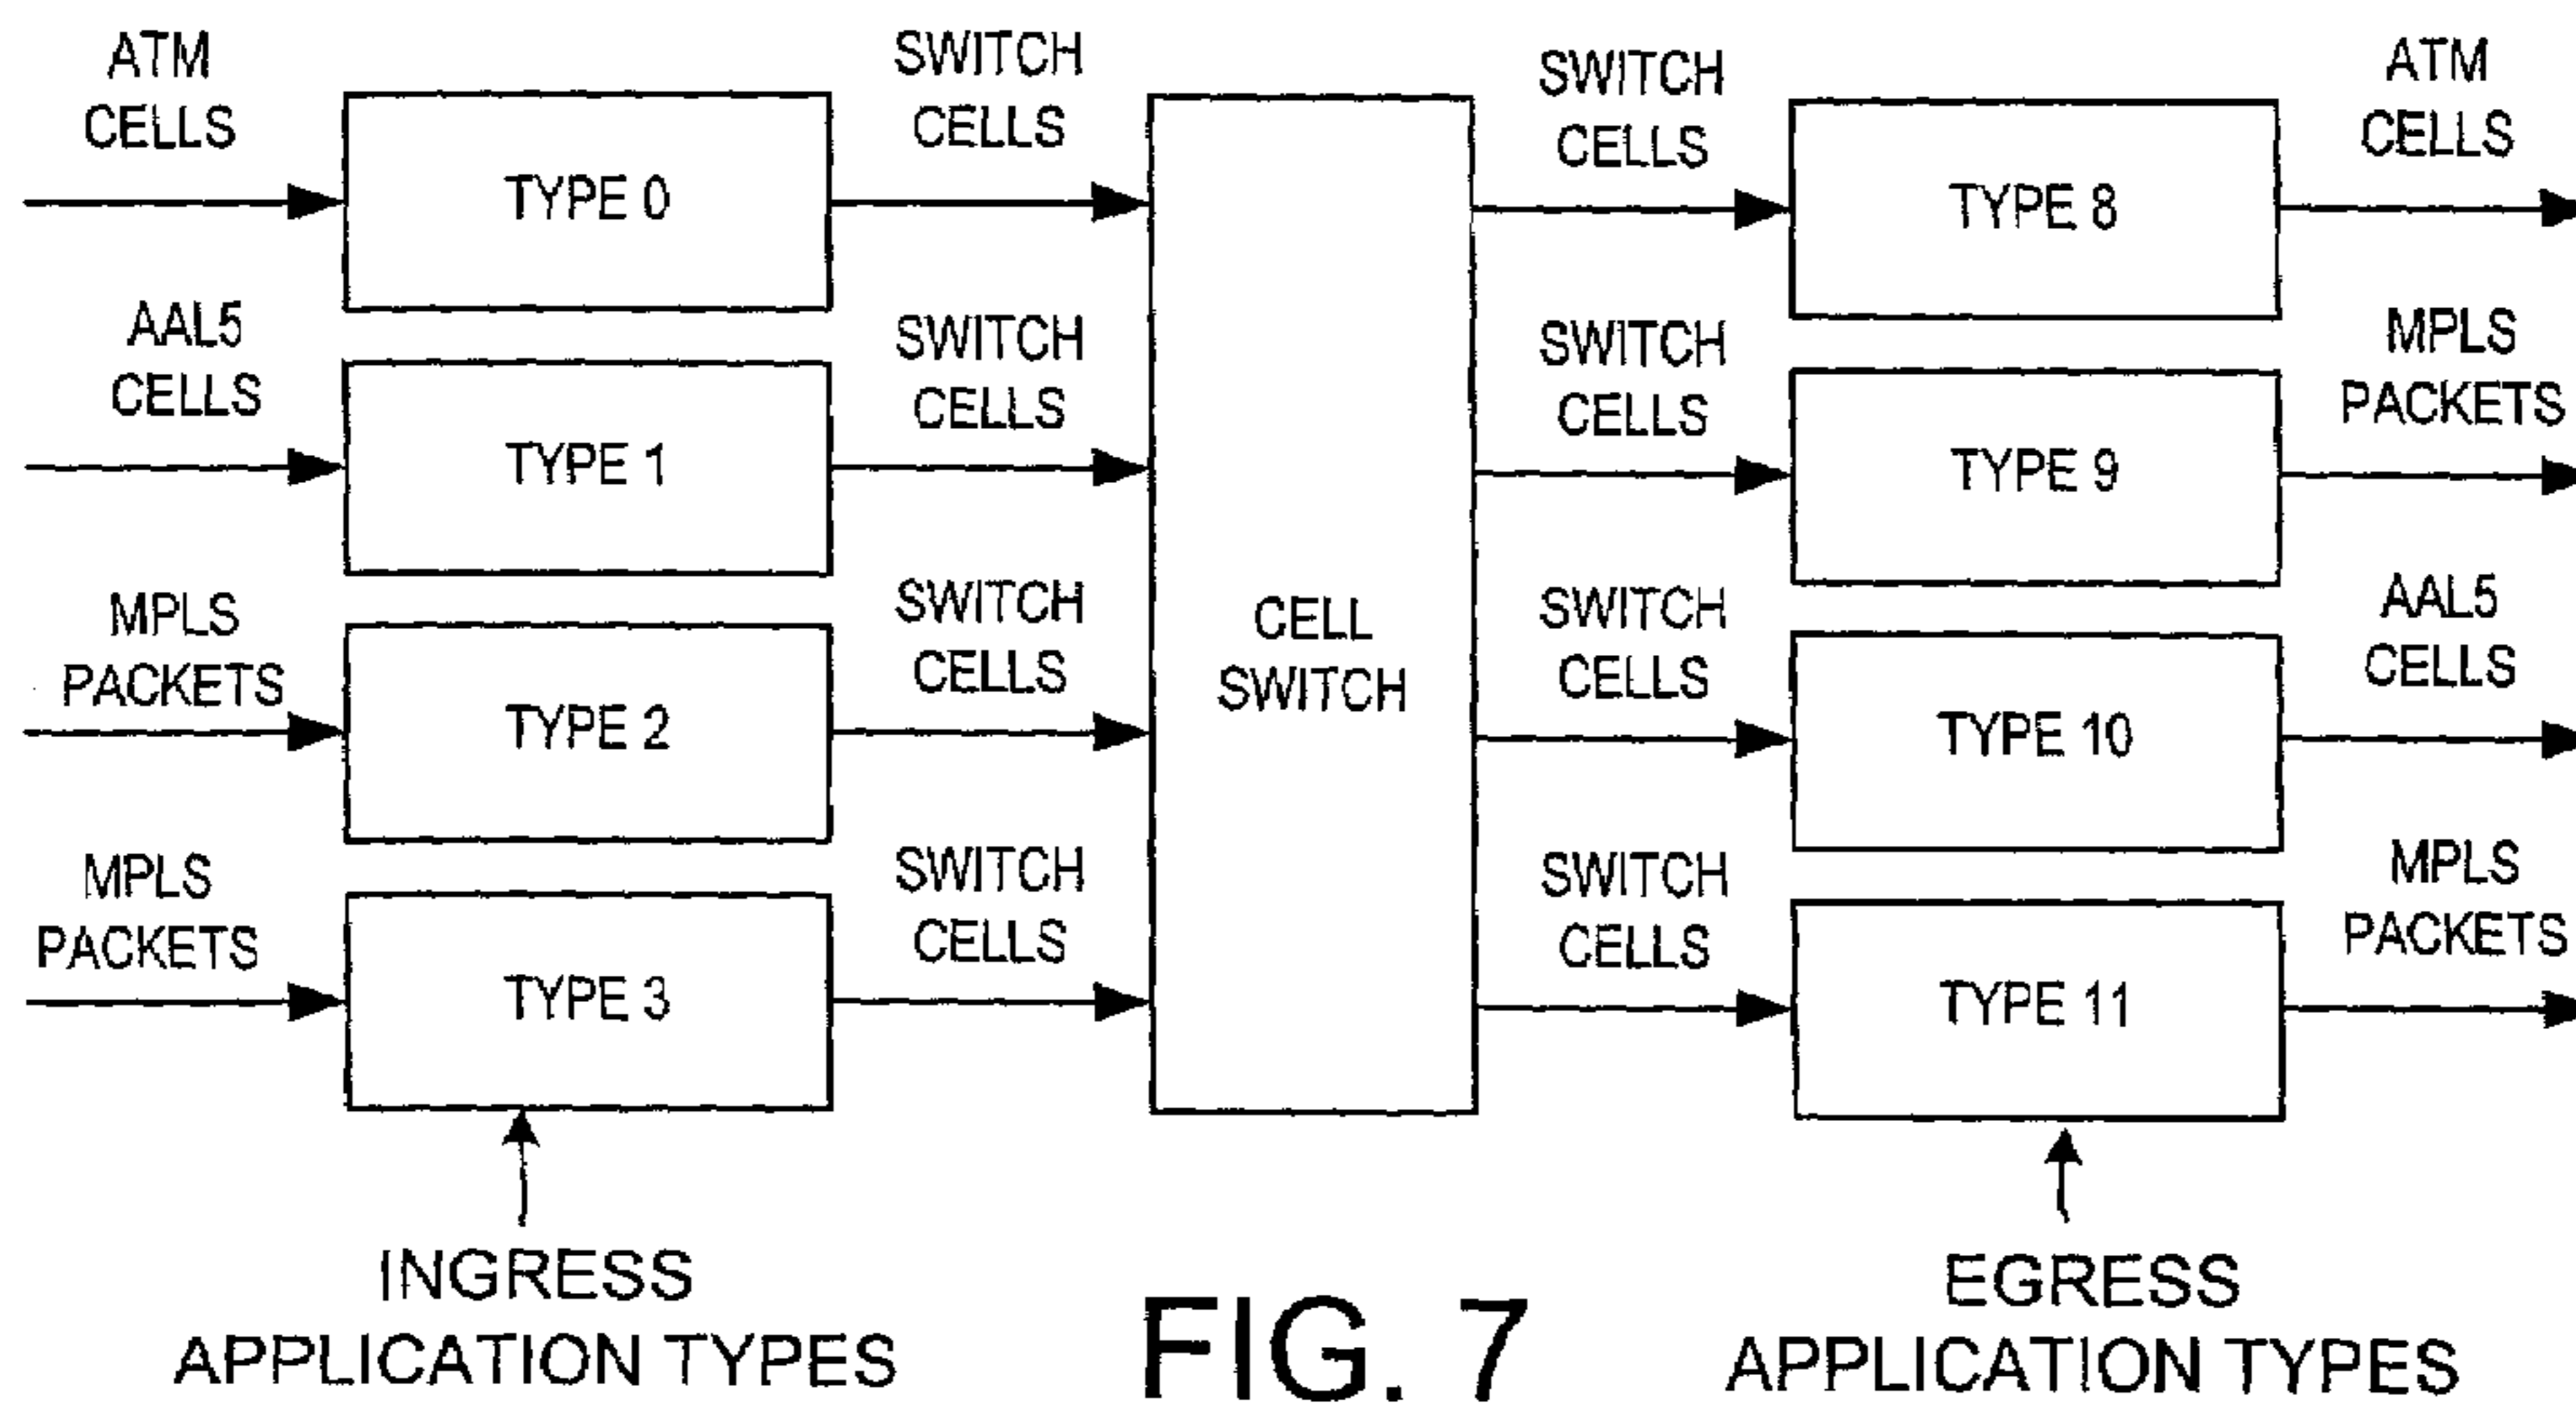 ATM
CELLS
TYPE 0
SWITCH
CELLS
AAL5
CELLS
TYPE 1
SWITCH
CELLS
MPLS
PACKETS
TYPE 2
SWITCH
CELLS
MPLS
PACKETS
TYPE 3
SWITCH
CELLS
CELL
SWITCH
SWITCH
CELLS
TYPE 8
ATM
CELLS
SWITCH
CELLS
TYPE 9
MPLS
PACKETS
SWITCH
CELLS
TYPE 10
AAL5
CELLS
SWITCH
CELLS
TYPE 11
MPLS
PACKETS
INGRESS
APPLICATION TYPES
FIG. 7
EGRESS
APPLICATION TYPES